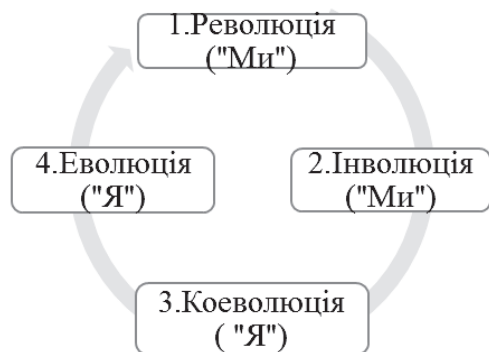 1.Революція
("Ми")
2.Інволюція
("Ми")
3.Коеволюція
( "Я")
4.Еволюція
("Я")